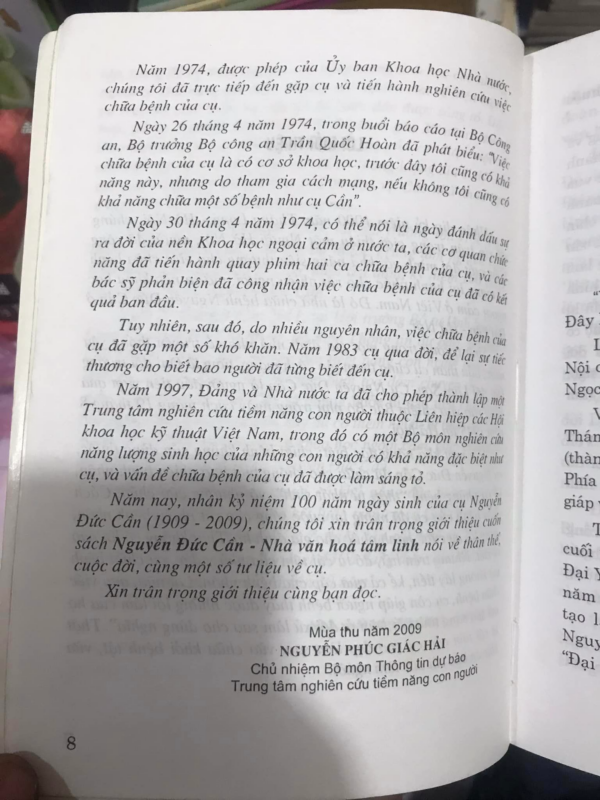 Năm 1974, được phép của Ủy ban Khoa học Nhà nước,
chúng tôi đã trực tiếp đến gặp cụ và tiến hành nghiên cứu việc
chữa bệnh của cụ.
Ngày 26 tháng 4 năm 1974, trong buổi báo cáo tại Bộ Công
an, Bộ trưởng Bộ công an Trần Quốc Hoàn đã phát biểu: "Việc
chữa bệnh của cụ là có cơ sở khoa học, trước đây tôi cũng có khả
năng này, nhưng do tham gia cách mạng, nếu không tôi cũng có
khả năng chữa một số bệnh như cụ Cần".
Ngày 30 tháng 4 năm 1974, có thể nói là ngày đánh dấu sự
ra đời của nền Khoa học ngoại cảm ở nước ta, các cơ quan chức
năng đã tiến hành quay phim hai ca chữa bệnh của cụ, và các
bác sỹ phản biện đã công nhận việc chữa bệnh của cụ đã có kết
quả ban đầu.
Tuy nhiên, sau đó, do nhiều nguyên nhân, việc chữa bệnh của
cụ đã gặp một số khó khăn. Năm 1983 cụ qua đời, để lại sự tiếc
thương cho biết bao người đã từng biết đến cụ.
Năm 1997, Đảng và Nhà nước ta đã cho phép thành lập một
Trung tâm nghiên cứu tiềm năng con người thuộc Liên hiệp các Hội
khoa học kỹ thuật Việt Nam, trong đó có một Bộ môn nghiên cứu
năng lượng sinh học của những con người có khả năng đặc biệt như
cụ, và vấn đề chữa bệnh của cụ đã được làm sáng tỏ.
Năm nay, nhân kỷ niệm 100 năm ngày sinh của cụ Nguyễn
Đức Cần (1909 - 2009), chúng tôi xin trân trọng giới thiệu cuốn
sách Nguyễn Đức Cần - Nhà văn hoá tâm linh nói về thân thế,
cuộc đời, cùng một số tư liệu về cụ.
Xin trân trọng giới thiệu cùng bạn đọc.
Mùa thu năm 2009
NGUYỄN PHÚC GIÁC HẢI
Chủ nhiệm Bộ môn Thông tin dự báo
Trung tâm nghiên cứu tiềm năng con người
8
"
Đây
L
Nội c
Ngọc
V
Thán
(thàn
Phía
giáp
T
cuối
Đại Y
năm
tạo l
Nguy
"Đại